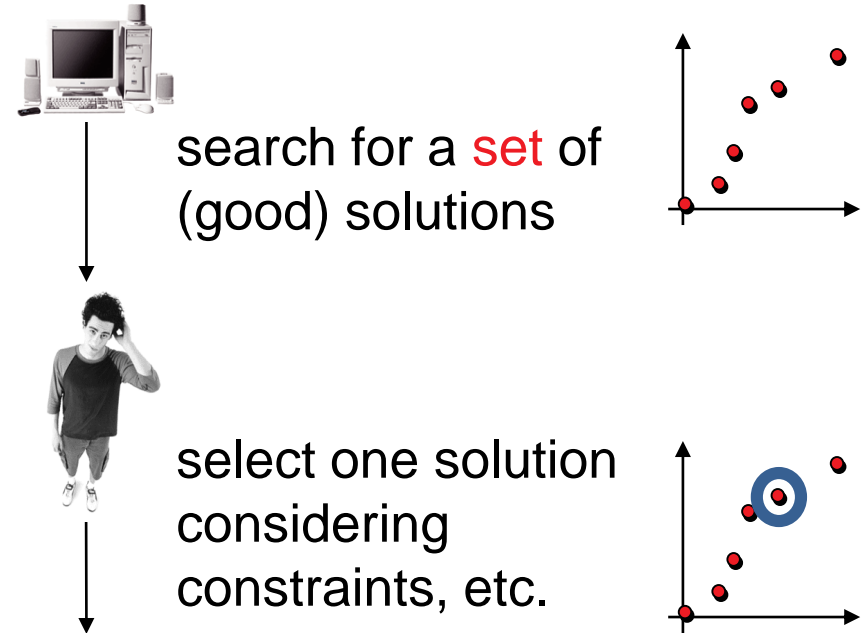 search for a set of
(good) solutions
select one solution
considering
constraints, etc.